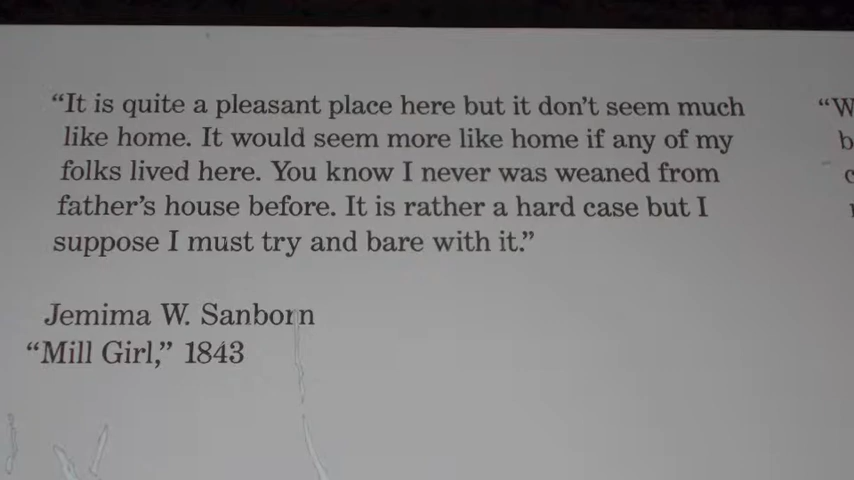 “It is quite a pleasant place here but it don’t seem much
like home. It would seem more like home if any of my
folks lived here. You know I never was weaned from
father’s house before. It is rather a hard case but I
suppose I must try and bare with it.”
Jemima W. Sanborn
“Mill Girl,” 1843